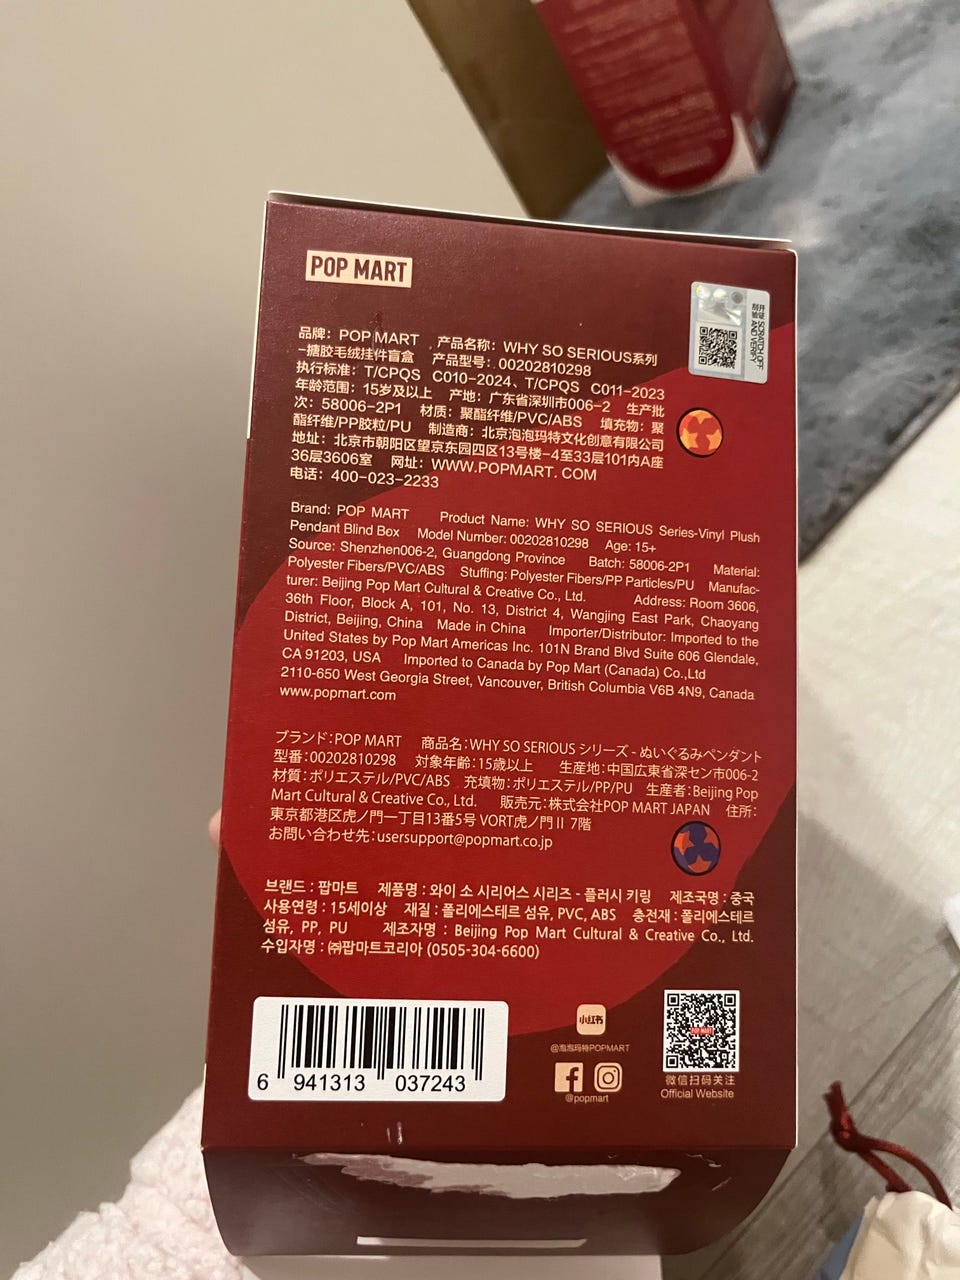 POP MART
开涂层验真伪
SCRATCH OFF
AND VERIFY
品牌：POP MART 产品名称：WHY SO SERIOUS系列
-搪胶毛绒挂件盲盒 产品型号：00202810298
执行标准：T/CPQS C010-2024、T/CPQS C011-2023
年龄范围：15岁及以上 产地：广东省深圳市006-2 生产批
次：58006-2P1 材质：聚酯纤维/PVC/ABS 填充物：聚
酯纤维/PP胶粒/PU 制造商：北京泡泡玛特文化创意有限公司
地址：北京市朝阳区望京东园四区13号楼-4至33层101内A座
36层3606室 网址：WWW.POPMART.COM
电话：400-023-2233
Brand: POP MART Product Name: WHY SO SERIOUS Series-Vinyl Plush
Pendant Blind Box Model Number: 00202810298 Age: 15+
Source: Shenzhen006-2, Guangdong Province Batch: 58006-2P1 Material:
Polyester Fibers/PVC/ABS Stuffing: Polyester Fibers/PP Particles/PU Manufac-
turer: Beijing Pop Mart Cultural & Creative Co., Ltd. Address: Room 3606,
36th Floor, Block A, 101, No. 13, District 4, Wangjing East Park, Chaoyang
District, Beijing, China Made in China Importer/Distributor: Imported to the
United States by Pop Mart Americas Inc. 101N Brand Blvd Suite 606 Glendale,
CA 91203, USA Imported to Canada by Pop Mart (Canada) Co.,Ltd
2110-650 West Georgia Street, Vancouver, British Columbia V6B 4N9, Canada
www.popmart.com
ブランド：POP MART 商品名：WHY SO SERIOUS シリーズ - ぬいぐるみペンダント
型番：00202810298 対象年齢：15歳以上 生産地：中国広東省深セン市006-2
材質：ポリエステル/PVC/ABS 充填物：ポリエステル/PP/PU 生産者：Beijing Pop
Mart Cultural & Creative Co., Ltd. 販売元：株式会社POP MART JAPAN 住所：
東京都港区虎ノ門一丁目13番5号 VORT虎ノ門Ⅱ 7階
お問い合わせ先：usersupport@popmart.co.jp
브랜드 : 팝마트 제품명 : 와이 소 시리어스 시리즈 - 플러시 키링 제조국명 : 중국
사용연령 : 15세이상 재질 : 폴리에스테르 섬유, PVC, ABS 충전재 : 폴리에스테르
섬유, PP, PU 제조자명 : Beijing Pop Mart Cultural & Creative Co., Ltd.
수입자명 : ㈜팝마트코리아 (0505-304-6600)
6 941313 037243
小红书
@泡泡玛特POPMART
@popmart
POP MART
微信扫码关注
Official Website